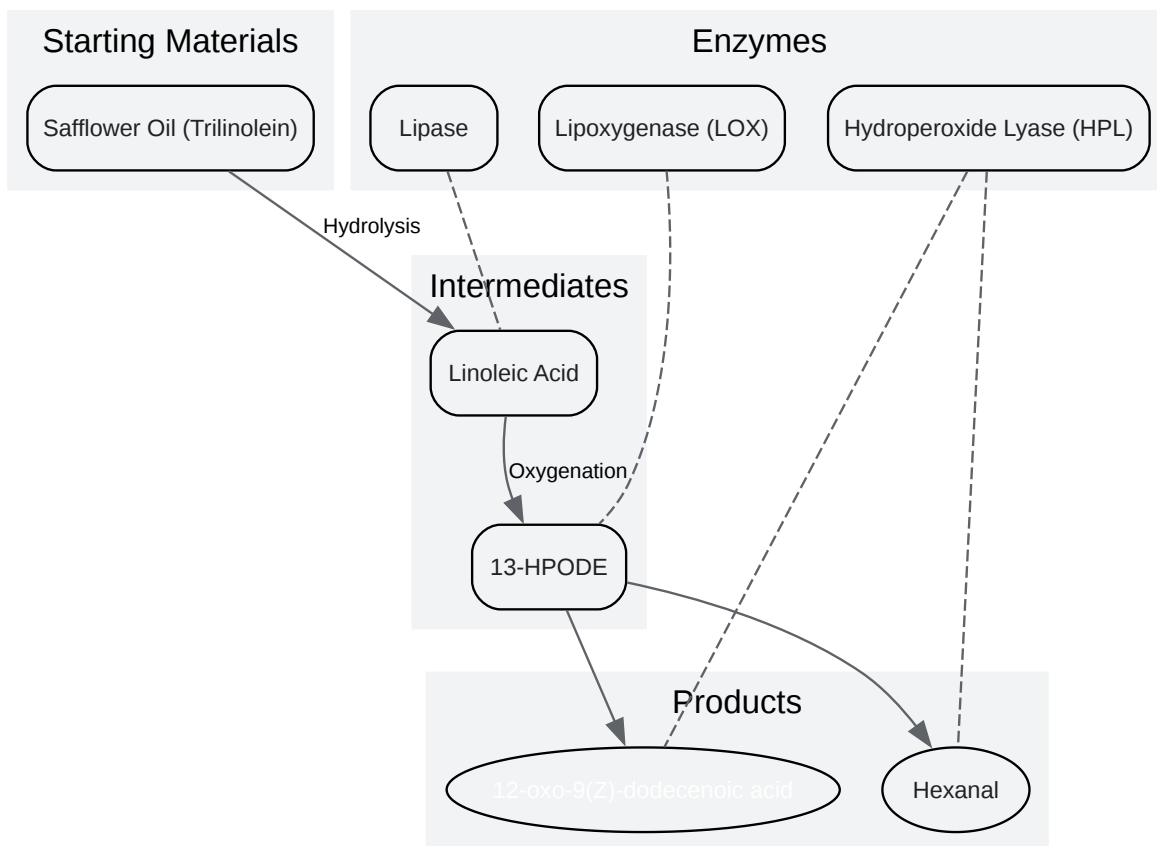 Starting Materials
Enzymes
Safflower Oil (Trilinolein)
Lipase
Lipoxygenase (LOX)
Hydroperoxide Lyase (HPL)
Hydrolysis
Intermediates
Linoleic Acid
Oxygenation
13-HPODE
Products
12-oxo-9(Z)-dodecenoic acid
Hexanal